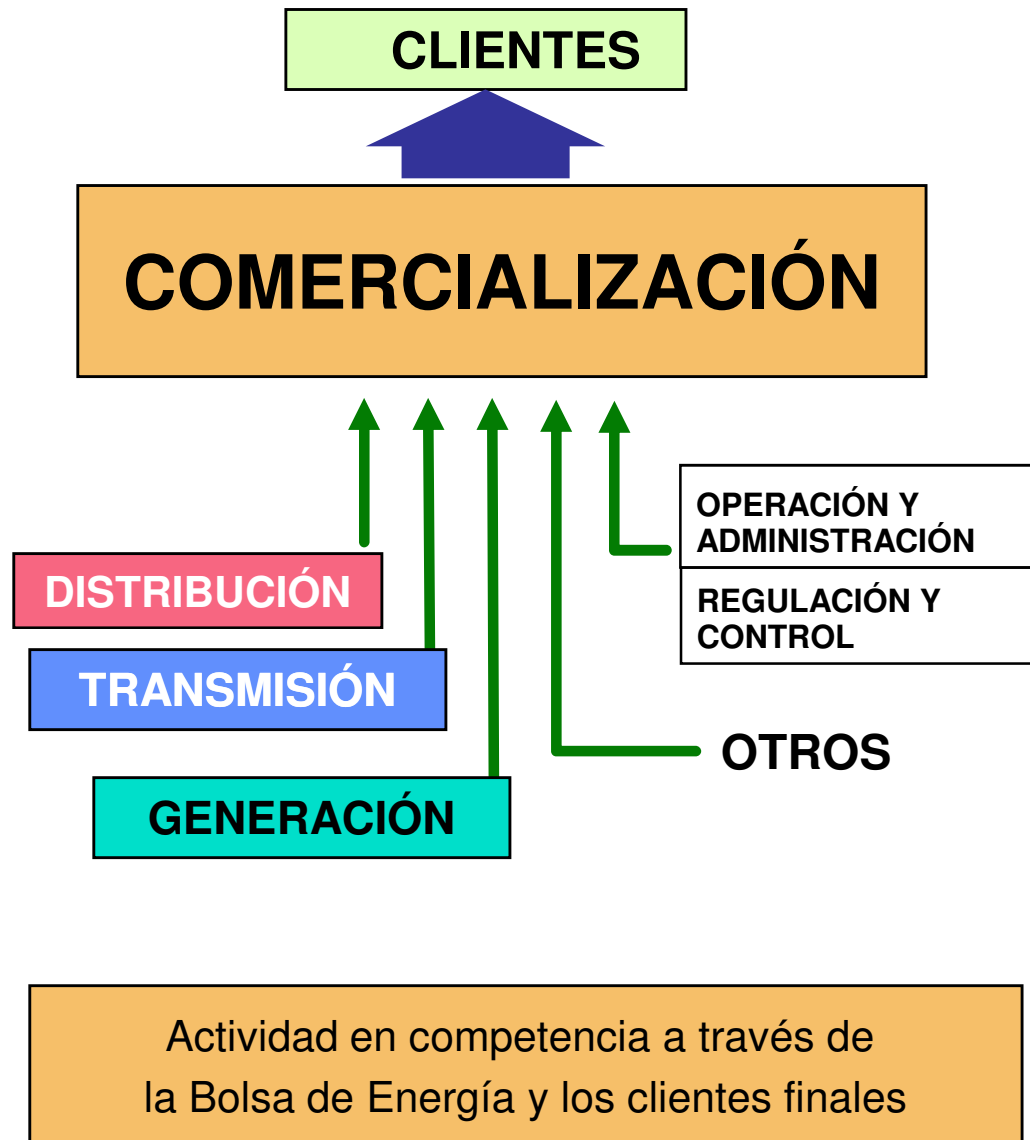 CLIENTES
COMERCIALIZACIÓN
OPERACIÓN Y
ADMINISTRACIÓN
DISTRIBUCIÓN
REGULACIÓN Y
CONTROL
TRANSMISIÓN
OTROS
GENERACIÓN
Actividad en competencia a través de
la Bolsa de Energía y los clientes finales